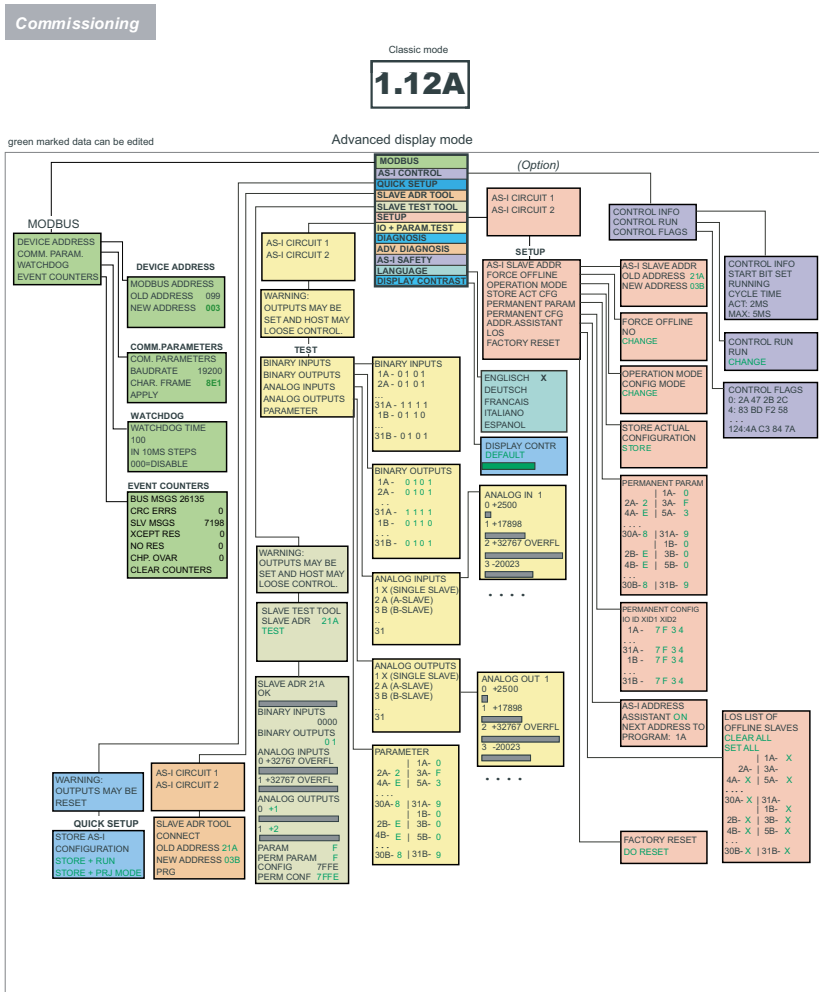 Commissioning
Classic mode
1.12A
green marked data can be edited
Advanced display mode
(Option)
MODBUS
AS-I CONTROL
QUICK SETUP
SLAVE ADR TOOL
SLAVE TEST TOOL
SETUP
IO + PARAM.TEST
DIAGNOSIS
ADV. DIAGNOSIS
AS-I SAFETY
LANGUAGE
DISPLAY CONTRAST
MODBUS
DEVICE ADDRESS
COMM. PARAM.
WATCHDOG
EVENT COUNTERS
DEVICE ADDRESS
MODBUS ADDRESS
OLD ADDRESS 099
NEW ADDRESS 003
COMM.PARAMETERS
COM. PARAMETERS
BAUDRATE 19200
CHAR. FRAME 8E1
APPLY
WATCHDOG
WATCHDOG TIME
100
IN 10MS STEPS
000=DISABLE
EVENT COUNTERS
BUS MSGS 26135
CRC ERRS 0
SLV MSGS 7198
XCEPT RES 0
NO RES 0
CHP. OVAR 0
CLEAR COUNTERS
WARNING:
OUTPUTS MAY BE
RESET
QUICK SETUP
STORE AS-I
CONFIGURATION
STORE + RUN
STORE + PRJ MODE
AS-I CIRCUIT 1
AS-I CIRCUIT 2
SLAVE ADR TOOL
CONNECT
OLD ADDRESS 21A
NEW ADDRESS 03B
PRG
AS-I CIRCUIT 1
AS-I CIRCUIT 2
WARNING:
OUTPUTS MAY BE
SET AND HOST MAY
LOOSE CONTROL.
TEST
BINARY INPUTS
BINARY OUTPUTS
ANALOG INPUTS
ANALOG OUTPUTS
PARAMETER
WARNING:
OUTPUTS MAY BE
SET AND HOST MAY
LOOSE CONTROL.
SLAVE TEST TOOL
SLAVE ADR 21A
TEST
SLAVE ADR 21A
OK
BINARY INPUTS
0000
BINARY OUTPUTS
0 1
ANALOG INPUTS
0 +32767 OVERFL
1 +32767 OVERFL
ANALOG OUTPUTS
0 +1
1 +2
PARAM F
PERM PARAM F
CONFIG 7FFE
PERM CONF 7FFE
BINARY INPUTS
1A - 0 1 0 1
2A - 0 1 0 1
...
31A - 1 1 1 1
1B - 0 1 1 0
...
31B - 0 1 0 1
BINARY OUTPUTS
1A - 0 1 0 1
2A - 0 1 0 1
...
31A - 1 1 1 1
1B - 0 1 1 0
...
31B - 0 1 0 1
ANALOG INPUTS
1 X (SINGLE SLAVE)
2 A (A-SLAVE)
3 B (B-SLAVE)
..
31
ANALOG OUTPUTS
1 X (SINGLE SLAVE)
2 A (A-SLAVE)
3 B (B-SLAVE)
..
31
PARAMETER
| 1A- 0
2A- 2 | 3A- F
4A- E | 5A- 3
. . . .
30A- 8 | 31A- 9
| 1B- 0
2B- E | 3B- 0
4B- E | 5B- 0
...
30B- 8 | 31B- 9
ANALOG IN 1
0 +2500
1 +17898
2 +32767 OVERFL
3 -20023
. . . .
ANALOG OUT 1
0 +2500
1 +17898
2 +32767 OVERFL
3 -20023
. . . .
AS-I CIRCUIT 1
AS-I CIRCUIT 2
SETUP
AS-I SLAVE ADDR
FORCE OFFLINE
OPERATION MODE
STORE ACT CFG
PERMANENT PARAM
PERMANENT CFG
ADDR.ASSISTANT
LOS
FACTORY RESET
ENGLISCH X
DEUTSCH
FRANCAIS
ITALIANO
ESPANOL
DISPLAY CONTR
DEFAULT
CONTROL INFO
CONTROL RUN
CONTROL FLAGS
AS-I SLAVE ADDR
OLD ADDRESS 21A
NEW ADDRESS 03B
FORCE OFFLINE
NO
CHANGE
OPERATION MODE
CONFIG MODE
CHANGE
STORE ACTUAL
CONFIGURATION
STORE
PERMANENT PARAM
| 1A- 0
2A- 2 | 3A- F
4A- E | 5A- 3
. . . .
30A- 8 | 31A- 9
| 1B- 0
2B- E | 3B- 0
4B- E | 5B- 0
...
30B- 8 | 31B- 9
PERMANENT CONFIG
IO ID XID1 XID2
1A - 7 F 3 4
...
31A - 7 F 3 4
1B - 7 F 3 4
...
31B - 7 F 3 4
AS-I ADDRESS
ASSISTANT ON
NEXT ADDRESS TO
PROGRAM: 1A
FACTORY RESET
DO RESET
CONTROL INFO
START BIT SET
RUNNING
CYCLE TIME
ACT: 2MS
MAX: 5MS
CONTROL RUN
RUN
CHANGE
CONTROL FLAGS
0: 2A 47 2B 2C
4: 83 BD F2 58
. . .
124:4A C3 84 7A
LOS LIST OF
OFFLINE SLAVES
CLEAR ALL
SET ALL
| 1A- X
2A- | 3A-
4A- X | 5A- X
. . . .
30A- X | 31A-
| 1B- X
2B- X | 3B- X
4B- X | 5B- X
...
30B- X | 31B- X